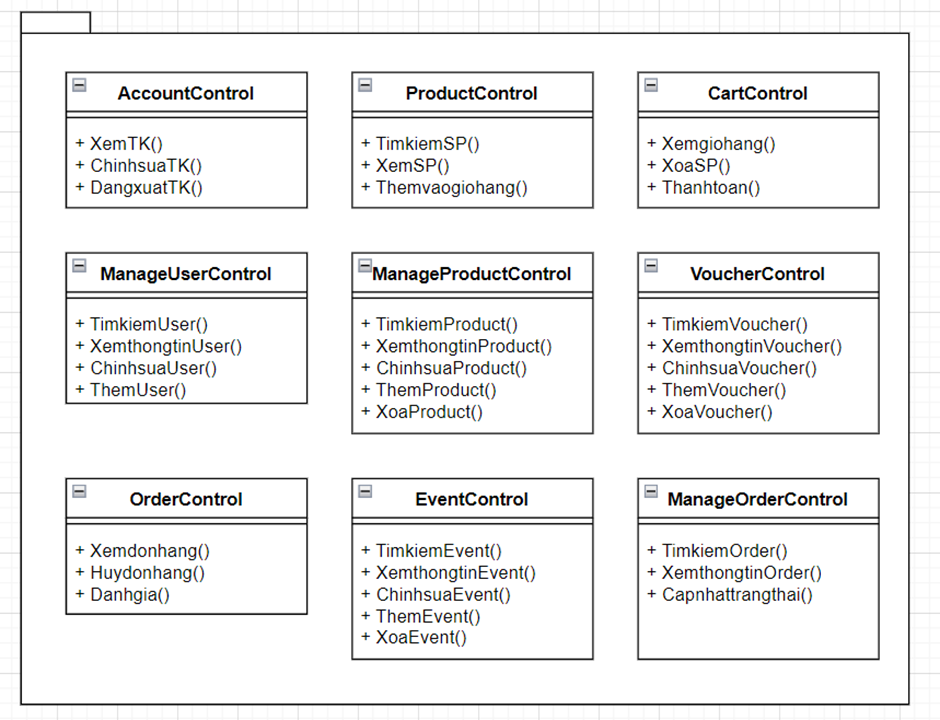 AccountControl
+ XemTK()
+ ChinhsuaTK()
+ DangxuatTK()
ProductControl
+ TimkiemSP()
+ XemSP()
+ Themvaogiohang()
CartControl
+ Xemgiohang()
+ XoaSP()
+ Thanhtoan()
ManageUserControl
+ TimkiemUser()
+ XemthongtinUser()
+ ChinhsuaUser()
+ ThemUser()
ManageProductControl
+ TimkiemProduct()
+ XemthongtinProduct()
+ ChinhsuaProduct()
+ ThemProduct()
+ XoaProduct()
VoucherControl
+ TimkiemVoucher()
+ XemthongtinVoucher()
+ ChinhsuaVoucher()
+ ThemVoucher()
+ XoaVoucher()
OrderControl
+ Xemdonhang()
+ Huydonhang()
+ Danhgia()
EventControl
+ TimkiemEvent()
+ XemthongtinEvent()
+ ChinhsuaEvent()
+ ThemEvent()
+ XoaEvent()
ManageOrderControl
+ TimkiemOrder()
+ XemthongtinOrder()
+ Capnhattrangthai()